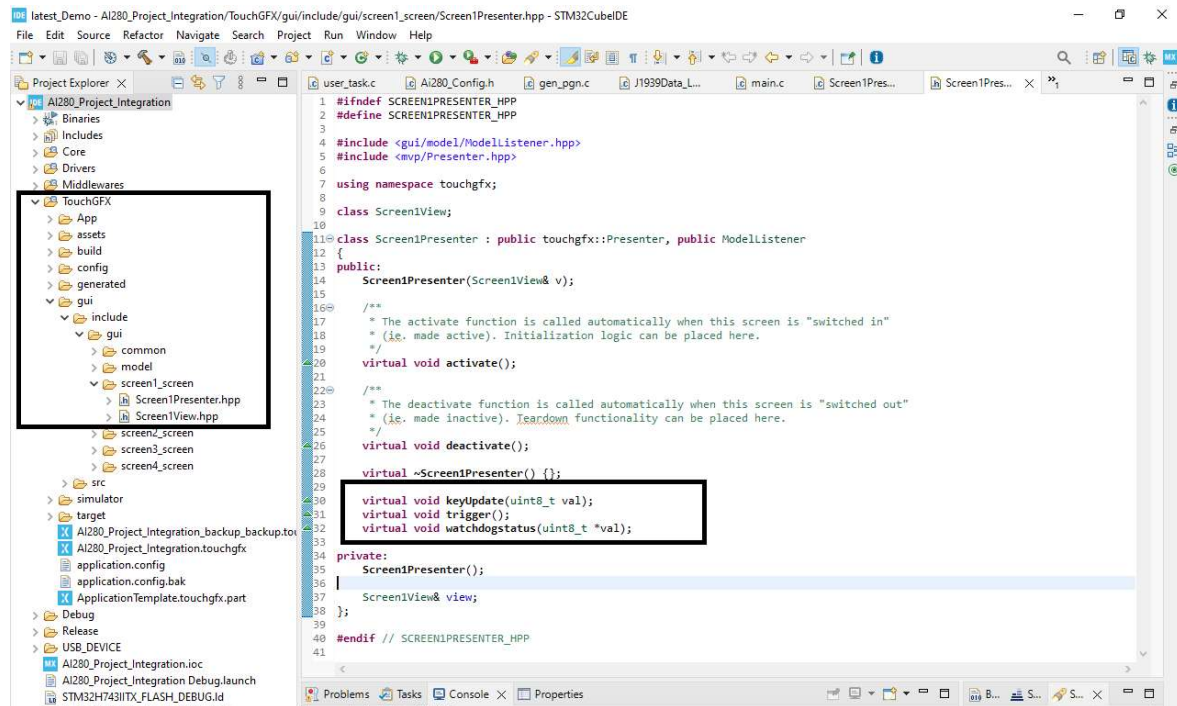 IDE latest_Demo - AI280_Project_Integration/TouchGFX/gui/include/gui/screen1_screen/Screen1Presenter.hpp - STM32CubeIDE
File Edit Source Refactor Navigate Search Project Run Window Help
Project Explorer
AI280_Project_Integration
Binaries
Includes
Core
Drivers
Middlewares
TouchGFX
App
assets
build
config
generated
gui
include
gui
common
model
screen1_screen
Screen1Presenter.hpp
Screen1View.hpp
screen2_screen
screen3_screen
screen4_screen
src
simulator
target
AI280_Project_Integration_backup_backup.tou
AI280_Project_Integration.touchgfx
application.config
application.config.bak
ApplicationTemplate.touchgfx.part
Debug
Release
USB_DEVICE
AI280_Project_Integration.ioc
AI280_Project_Integration Debug.launch
STM32H743IITX_FLASH_DEBUG.ld
user_task.c Ai280_Config.h gen_pgn.c J1939Data_L... main.c Screen1Pres... Screen1Pres... 1
1 #ifndef SCREEN1PRESENTER_HPP
2 #define SCREEN1PRESENTER_HPP
3
4 #include <gui/model/ModelListener.hpp>
5 #include <mvp/Presenter.hpp>
6
7 using namespace touchgfx;
8
9 class Screen1View;
10
11 class Screen1Presenter : public touchgfx::Presenter, public ModelListener
12 {
13 public:
14 Screen1Presenter(Screen1View& v);
15
16 /**
17 * The activate function is called automatically when this screen is "switched in"
18 * (ie. made active). Initialization logic can be placed here.
19 */
20 virtual void activate();
21
22 /**
23 * The deactivate function is called automatically when this screen is "switched out"
24 * (ie. made inactive). Teardown functionality can be placed here.
25 */
26 virtual void deactivate();
27
28 virtual ~Screen1Presenter() {};
29
30 virtual void keyUpdate(uint8_t val);
31 virtual void trigger();
32 virtual void watchdogstatus(uint8_t *val);
33
34 private:
35 Screen1Presenter();
36
37 Screen1View& view;
38 };
39
40 #endif // SCREEN1PRESENTER_HPP
41
Problems Tasks Console Properties
B... S... S...